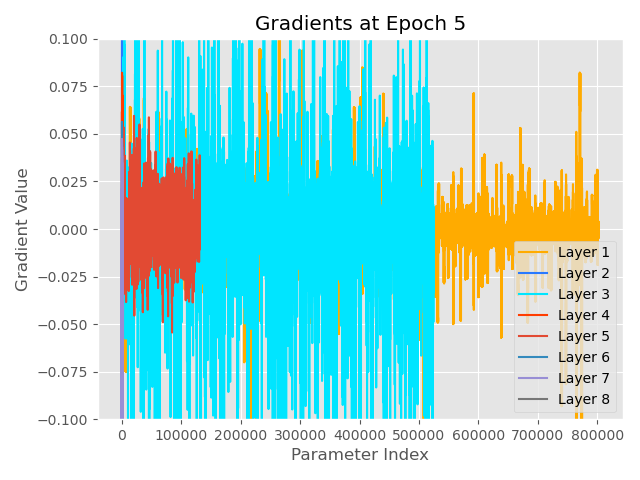 Gradients at Epoch 5
0.100
0.075
0.050
0.025
0.000
−0.025
−0.050
−0.075
−0.100
Gradient Value
Layer 1
Layer 2
Layer 3
Layer 4
Layer 5
Layer 6
Layer 7
Layer 8
0 100000 200000 300000 400000 500000 600000 700000 800000
Parameter Index